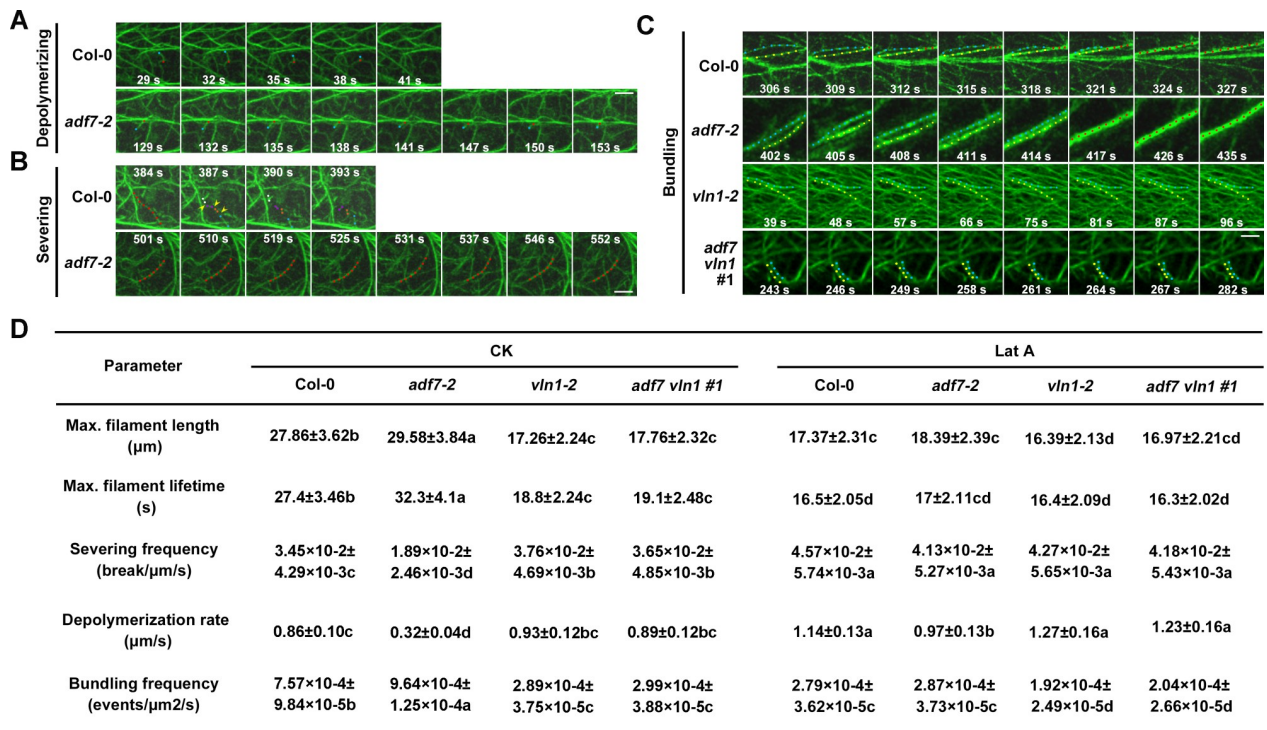 A
Depolymerizing
Col-0
29 s 32 s 35 s 38 s 41 s
adf7-2
129 s 132 s 135 s 138 s 141 s 147 s 150 s 153 s
B
Severing
Col-0
384 s 387 s 390 s 393 s
adf7-2
501 s 510 s 519 s 525 s 531 s 537 s 546 s 552 s
C
Bundling
Col-0
306 s 309 s 312 s 315 s 318 s 321 s 324 s 327 s
adf7-2
402 s 405 s 408 s 411 s 414 s 417 s 426 s 435 s
vln1-2
39 s 48 s 57 s 66 s 75 s 81 s 87 s 96 s
adf7
vln1
#1
243 s 246 s 249 s 258 s 261 s 264 s 267 s 282 s
D
Parameter
CK Lat A
Col-0 adf7-2 vln1-2 adf7 vln1 #1 Col-0 adf7-2 vln1-2 adf7 vln1 #1
Max. filament length
(µm)
27.86±3.62b 29.58±3.84a 17.26±2.24c 17.76±2.32c 17.37±2.31c 18.39±2.39c 16.39±2.13d 16.97±2.21cd
Max. filament lifetime
(s)
27.4±3.46b 32.3±4.1a 18.8±2.24c 19.1±2.48c 16.5±2.05d 17±2.11cd 16.4±2.09d 16.3±2.02d
Severing frequency 3.45×10-2± 1.89×10-2± 3.76×10-2± 3.65×10-2± 4.57×10-2± 4.13×10-2± 4.27×10-2± 4.18×10-2±
(break/µm/s) 4.29×10-3c 2.46×10-3d 4.69×10-3b 4.85×10-3b 5.74×10-3a 5.27×10-3a 5.65×10-3a 5.43×10-3a
Depolymerization rate
(µm/s)
0.86±0.10c 0.32±0.04d 0.93±0.12bc 0.89±0.12bc 1.14±0.13a 0.97±0.13b 1.27±0.16a 1.23±0.16a
Bundling frequency 7.57×10-4± 9.64×10-4± 2.89×10-4± 2.99×10-4± 2.79×10-4± 2.87×10-4± 1.92×10-4± 2.04×10-4±
(events/µm2/s) 9.84×10-5b 1.25×10-4a 3.75×10-5c 3.88×10-5c 3.62×10-5c 3.73×10-5c 2.49×10-5d 2.66×10-5d